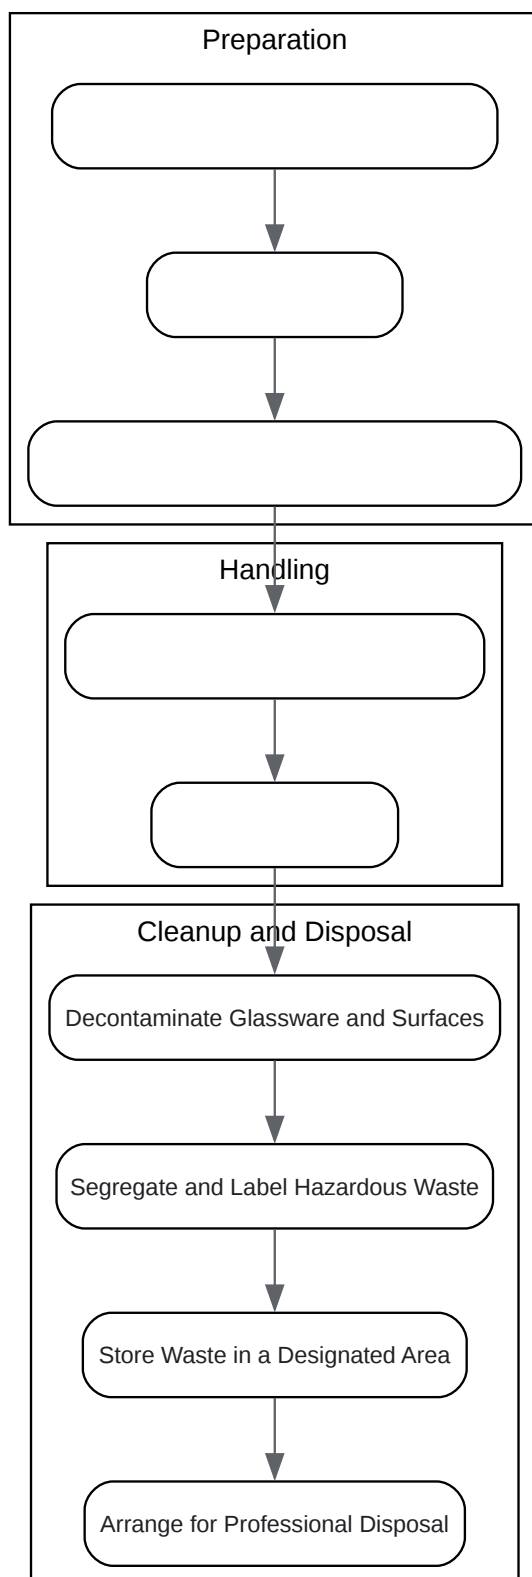 Preparation
Handling
Cleanup and Disposal
Decontaminate Glassware and Surfaces
Segregate and Label Hazardous Waste
Store Waste in a Designated Area
Arrange for Professional Disposal